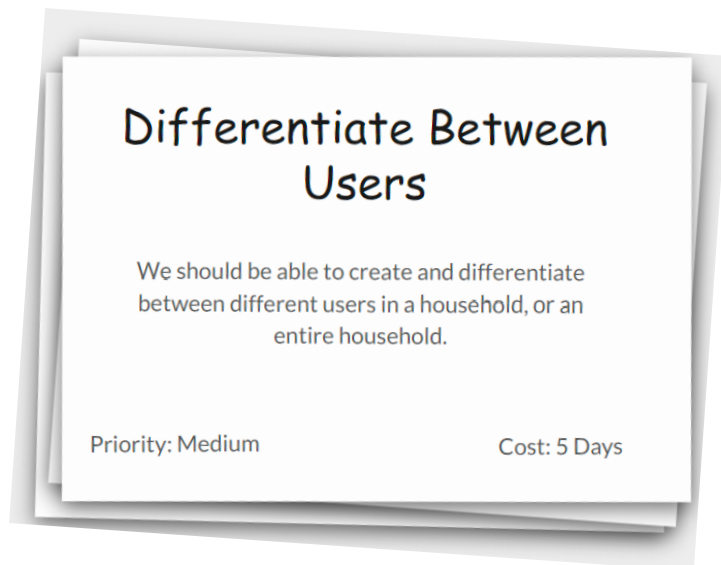 Differentiate Between
Users
We should be able to create and differentiate
between different users in a household, or an
entire household.
Priority: Medium
Cost: 5 Days